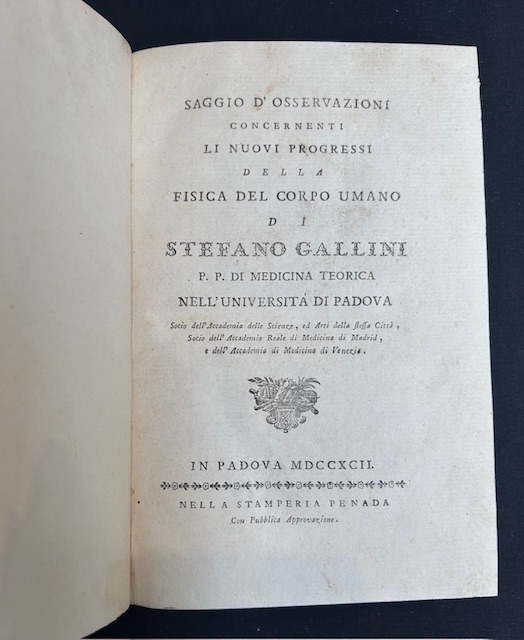 SAGGIO D' OSSERVAZIONI
CONCERNENTI
LI NUOVI PROGRESSI
DELLA
FISICA DEL CORPO UMANO
DI
STEFANO GALLINI
P. P. DI MEDICINA TEORICA
NELL'UNIVERSITÀ DI PADOVA
Socio dell'Accademia delle Scienze, ed Arti della ſteſſa Città,
Socio dell' Accademia Reale di Medicina di Madrid,
e dell' Accademia di Medicina di Venezia.
IN PADOVA MDCCXCII.
NELLA STAMPERIA PENADA
Con Pubblica Approvazione.